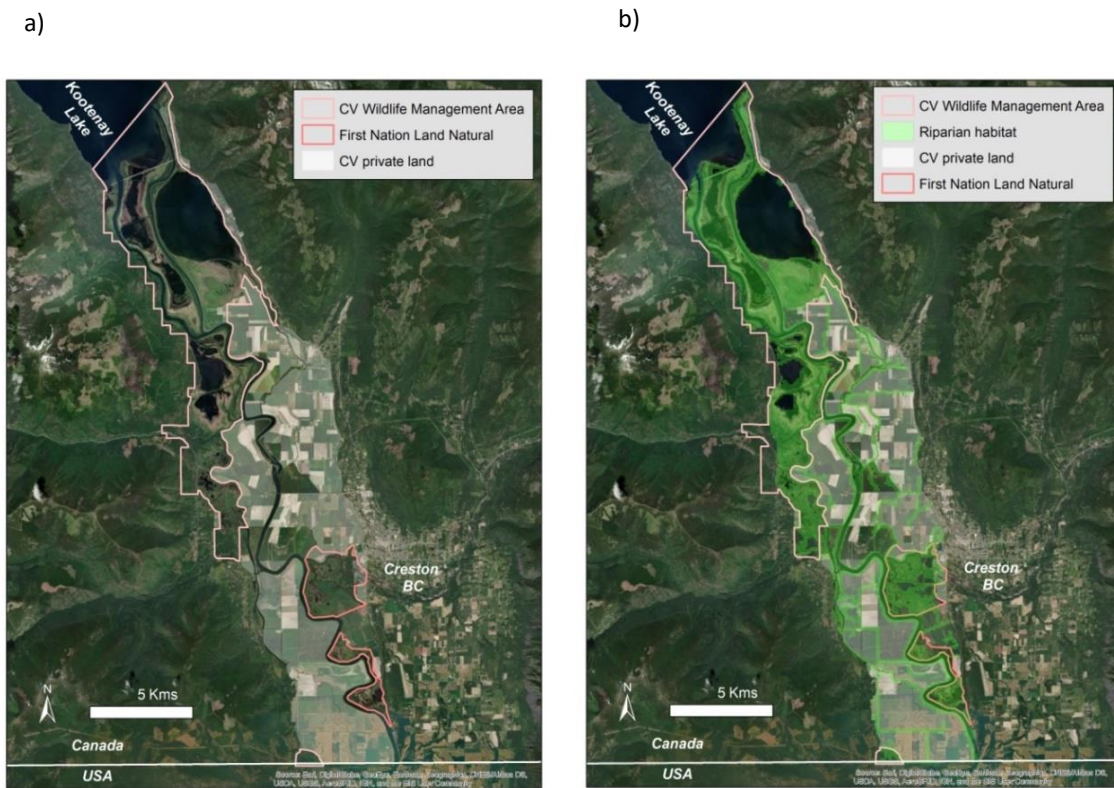 a)
Kootenay
Lake
CV Wildlife Management Area
First Nation Land Natural
CV private land
Creston
BC
N
5 Kms
Canada
USA
b)
Kootenay
Lake
CV Wildlife Management Area
Riparian habitat
CV private land
First Nation Land Natural
Creston
BC
N
5 Kms
Canada
USA